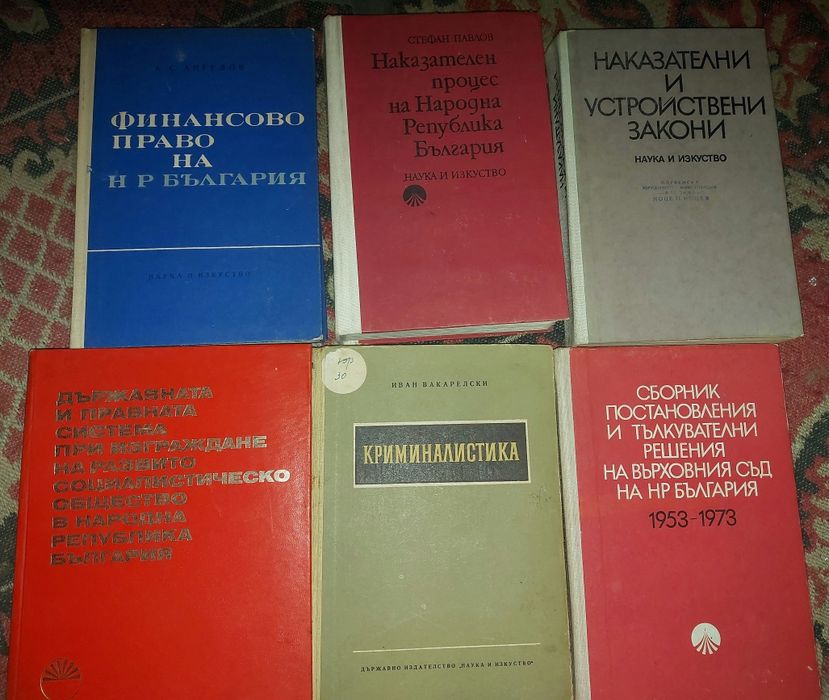 А. С. АНГЕЛОВ
ФИНАНСОВО
ПРАВО
НА
Н Р БЪЛГАРИЯ
НАУКА И ИЗКУСТВО
СТЕФАН ПАВЛОВ
Наказателен
процес
на Народна
Република
България
НАУКА И ИЗКУСТВО
НАКАЗАТЕЛНИ
И
УСТРОЙСТВЕНИ
ЗАКОНИ
НАУКА И ИЗКУСТВО
ДЪРЖАВНАТА
И ПРАВНАТА
СИСТЕМА
ПРИ ИЗГРАЖДАНЕ
НА РАЗВИТО
СОЦИАЛИСТИЧЕСКО
ОБЩЕСТВО
В НАРОДНА
РЕПУБЛИКА
БЪЛГАРИЯ
30
ИВАН ВАКАРЕЛСКИ
КРИМИНАЛИСТИКА
ДЪРЖАВНО ИЗДАТЕЛСТВО „НАУКА И ИЗКУСТВО"
СБОРНИК
ПОСТАНОВЛЕНИЯ
И ТЪЛКУВАТЕЛНИ
РЕШЕНИЯ
НА ВЪРХОВНИЯ СЪД
НА НР БЪЛГАРИЯ
1953-1973